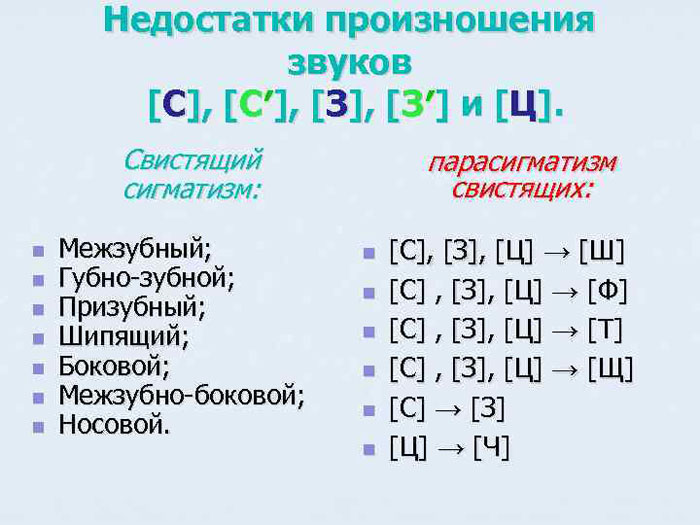 Недостатки произношения
звуков
[С], [С′], [З], [З′] и [Ц].
Свистящий
сигматизм:
Межзубный;
Губно-зубной;
Призубный;
Шипящий;
Боковой;
Межзубно-боковой;
Носовой.
парасигматизм
свистящих:
[С], [З], [Ц] → [Ш]
[С] , [З], [Ц] → [Ф]
[С] , [З], [Ц] → [Т]
[С] , [З], [Ц] → [Щ]
[С] → [З]
[Ц] → [Ч]